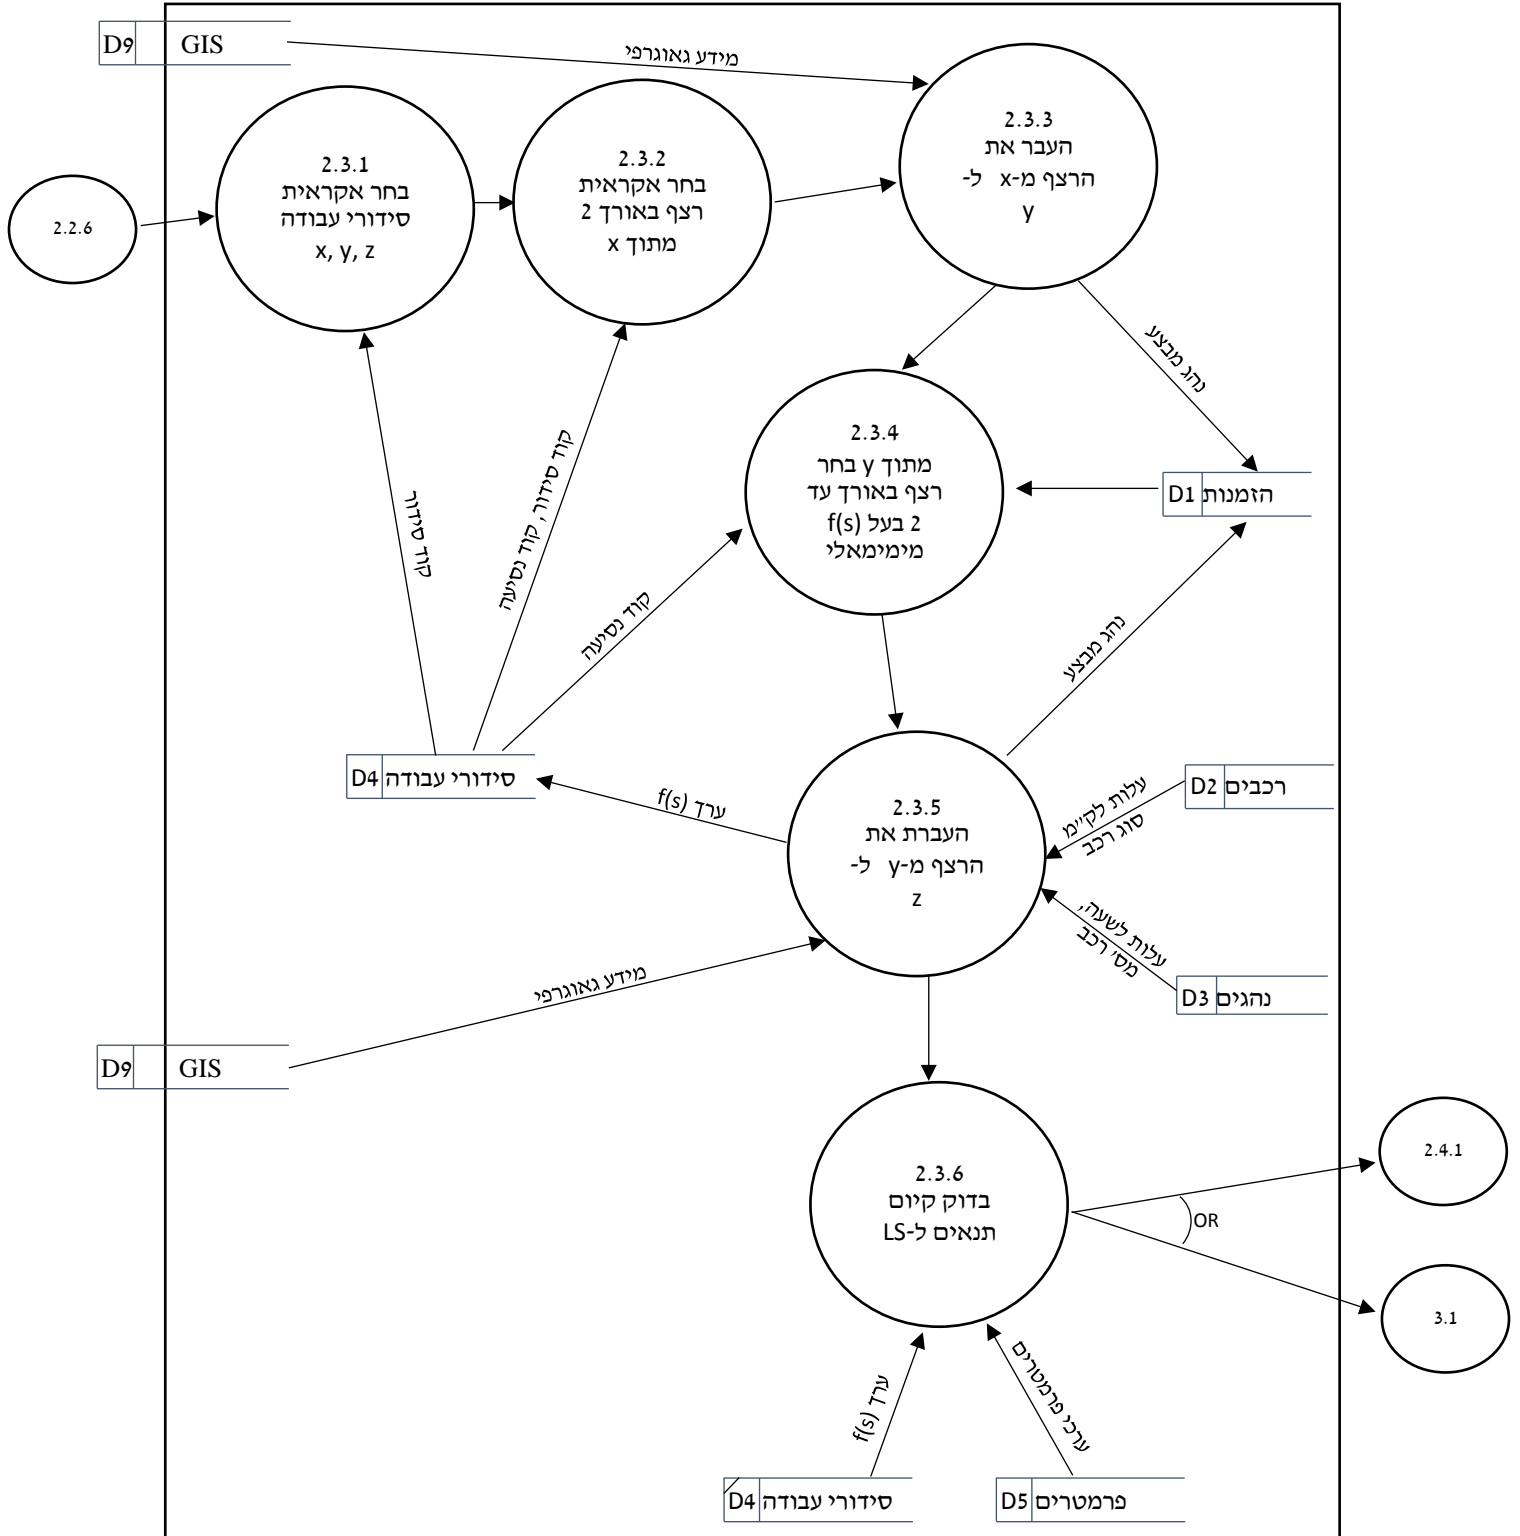 D9 GIS
מידע גאוגרפי
2.2.6
2.3.1
בחר אקראית
סידורי עבודה
x, y, z
2.3.2
בחר אקראית
רצף באורך 2
מתוך x
2.3.3
העבר את
הרצף מ-x ל-
y
נהג מבצע
2.3.4
מתוך y בחר
רצף באורך עד
2 בעל f(s)
מימימאלי
D1 הזמנות
קוד סידור
קוד סידור, קוד נסיעה
קוד נסיעה
נהג מבצע
D4 סידורי עבודה
ערך f(s)
2.3.5
העברת את
הרצף מ-y ל-
z
D2 רכבים
עלות לק״מ
סוג רכב
עלות לשעה,
מס׳ רכב
D3 נהגים
מידע גאוגרפי
D9 GIS
2.3.6
בדוק קיום
תנאים ל-LS
2.4.1
OR
3.1
ערך f(s)
ערכי פרמטרים
D4 סידורי עבודה
D5 פרמטרים